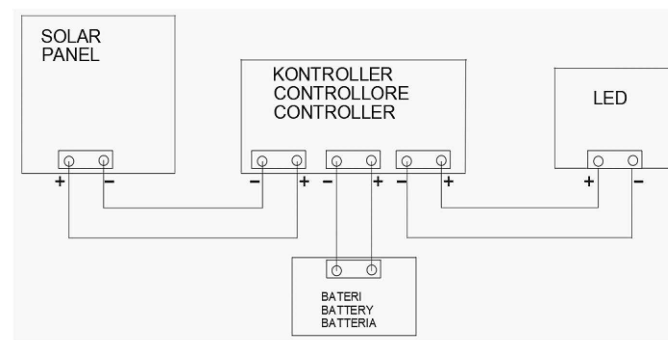 SOLAR
PANEL
KONTROLLER
CONTROLLORE
CONTROLLER
LED
+ − − + − + − + + −
BATERI
BATTERY
BATTERIA